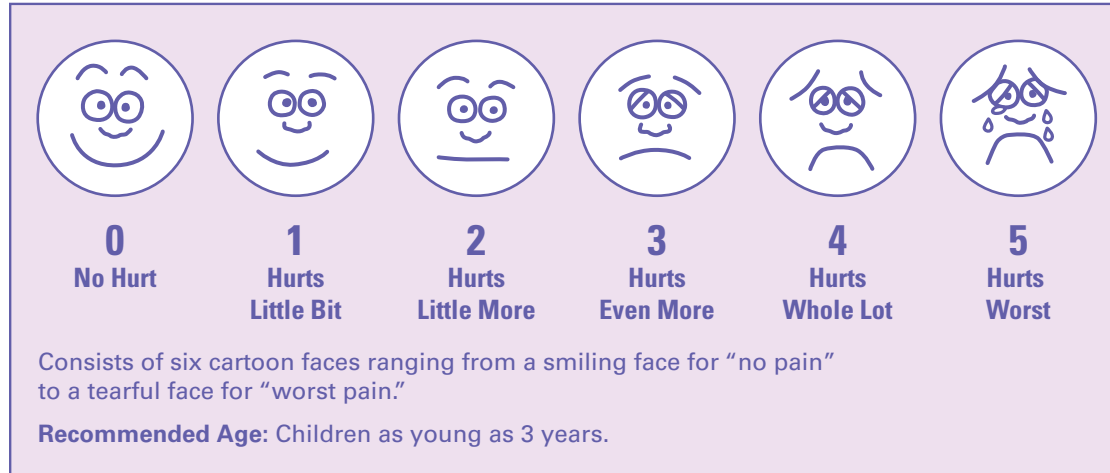 0
No Hurt
1
Hurts
Little Bit
2
Hurts
Little More
3
Hurts
Even More
4
Hurts
Whole Lot
5
Hurts
Worst
Consists of six cartoon faces ranging from a smiling face for “no pain”
to a tearful face for “worst pain.”
Recommended Age: Children as young as 3 years.